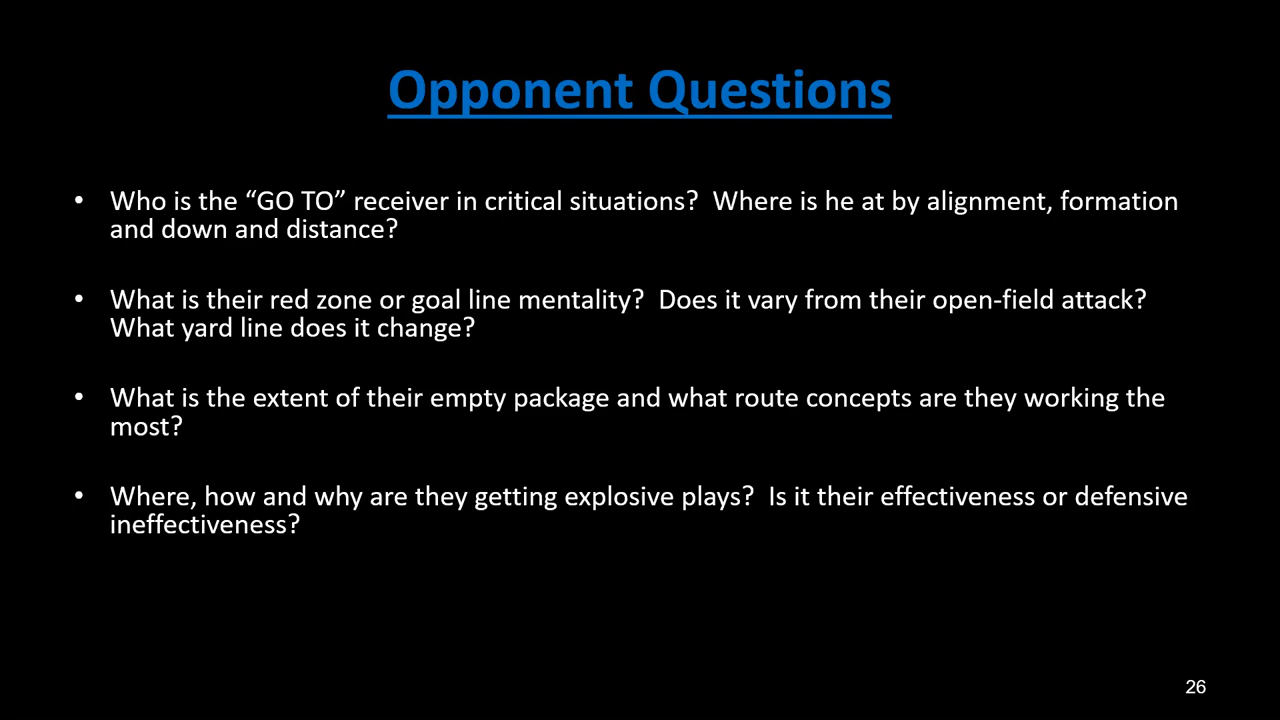 Opponent Questions
• Who is the “GO TO” receiver in critical situations?  Where is he at by alignment, formation
and down and distance?
• What is their red zone or goal line mentality?  Does it vary from their open-field attack?
What yard line does it change?
• What is the extent of their empty package and what route concepts are they working the
most?
• Where, how and why are they getting explosive plays?  Is it their effectiveness or defensive
ineffectiveness?
26